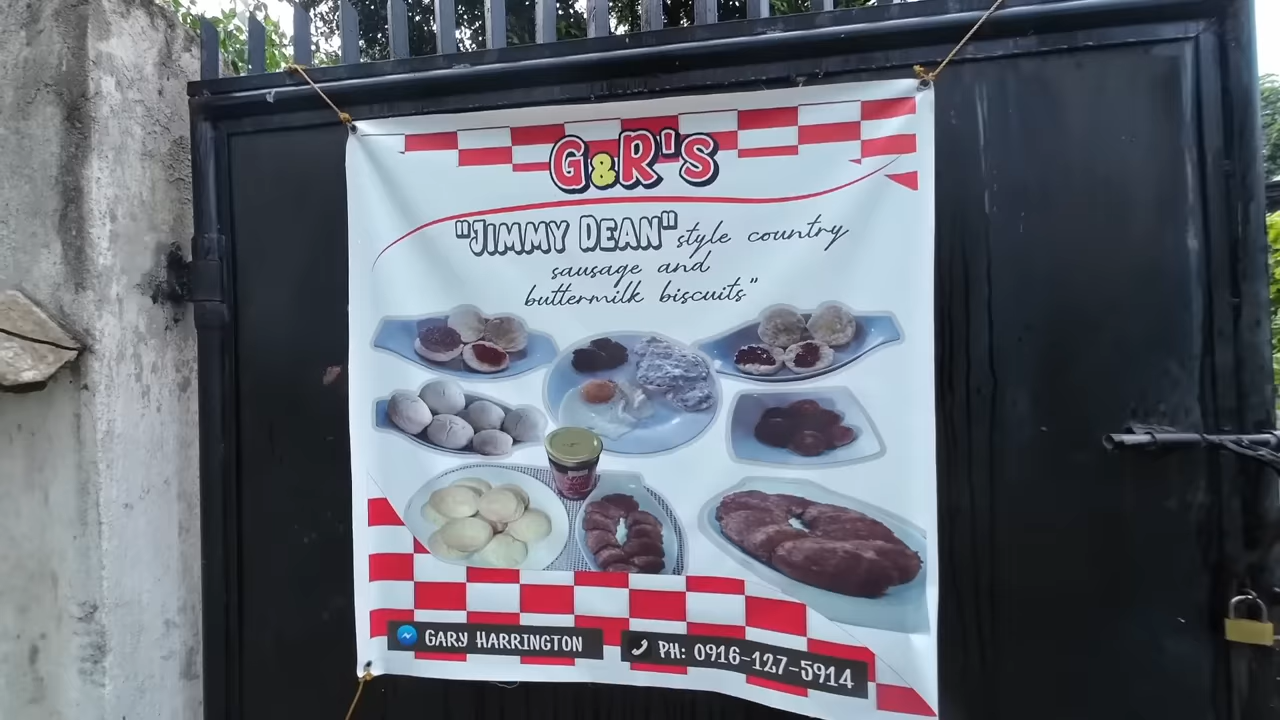 G&R'S
"JIMMY DEAN" style country
sausage and
buttermilk biscuits"
GARY HARRINGTON
PH: 0916-127-5914